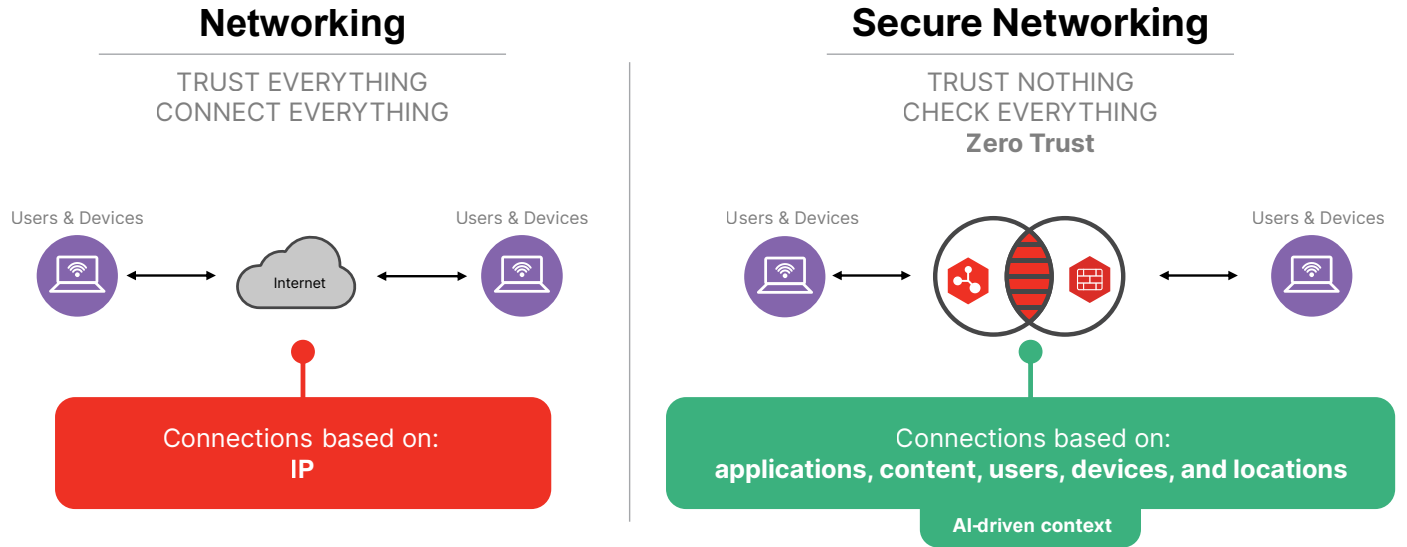 Networking
TRUST EVERYTHING
CONNECT EVERYTHING
Users & Devices
Users & Devices
Internet
Connections based on:
IP
Secure Networking
TRUST NOTHING
CHECK EVERYTHING
Zero Trust
Users & Devices
Users & Devices
Connections based on:
applications, content, users, devices, and locations
AI-driven context